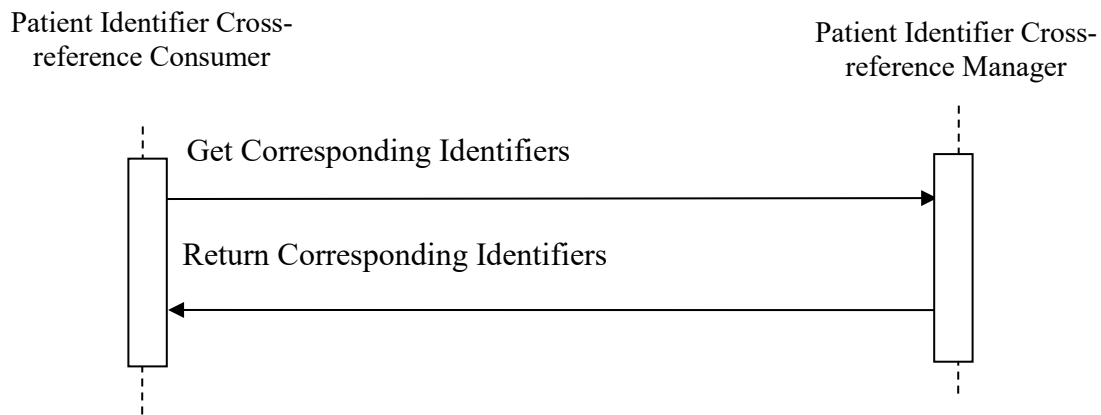 Patient Identifier Cross-
reference Consumer
Patient Identifier Cross-
reference Manager
Get Corresponding Identifiers
Return Corresponding Identifiers